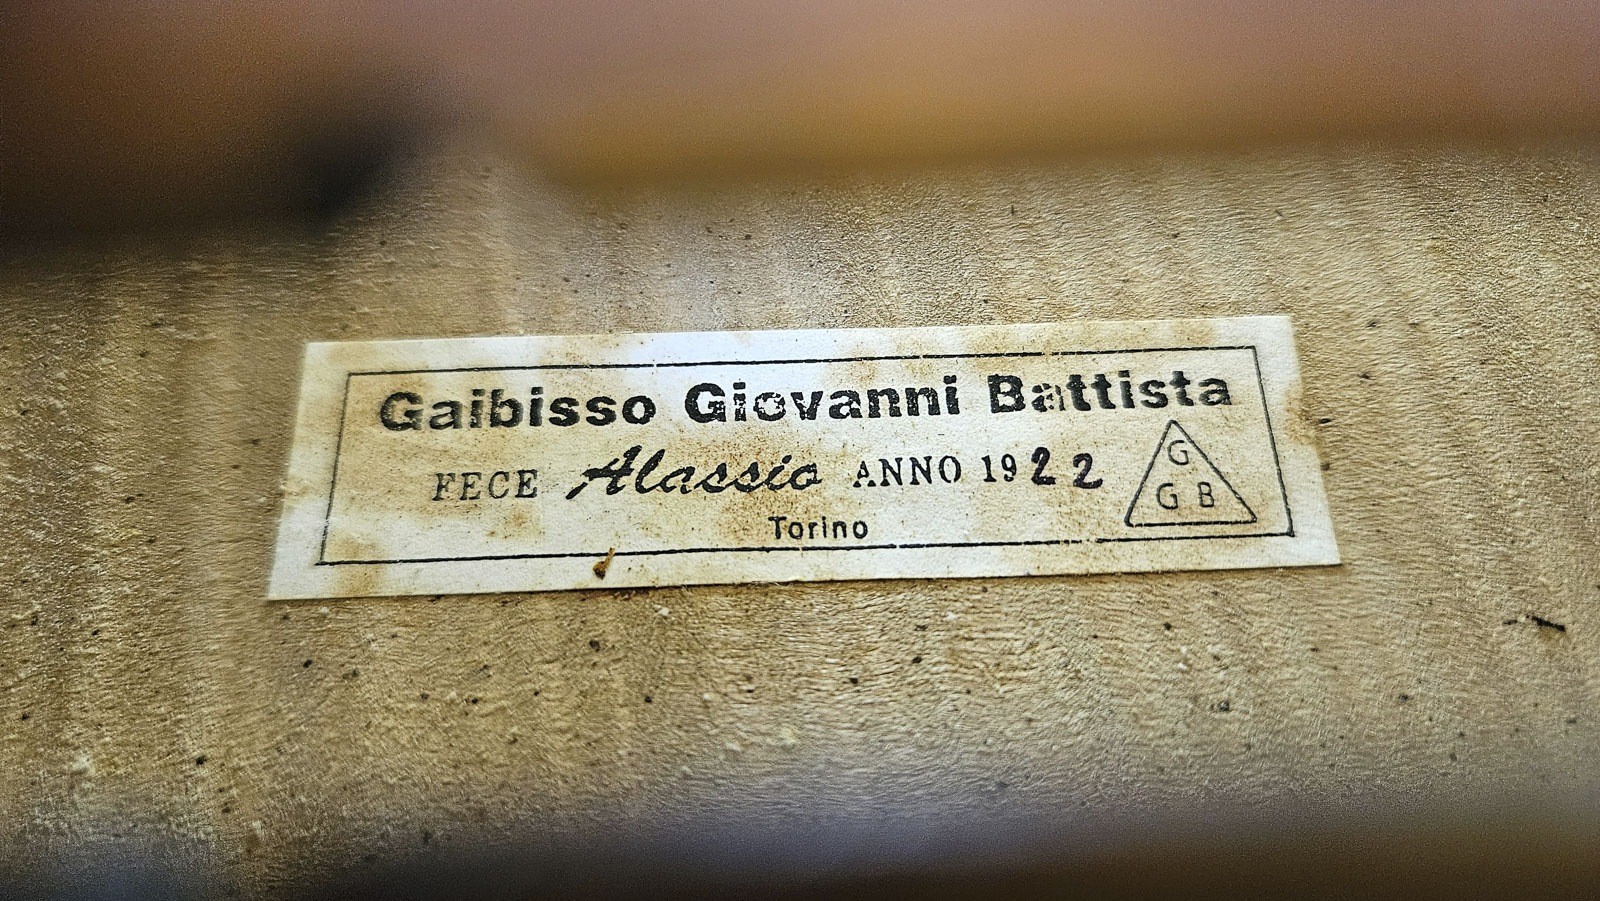 Gaibisso Giovanni Battista
FECE Alassio ANNO 1922
Torino
G
G B